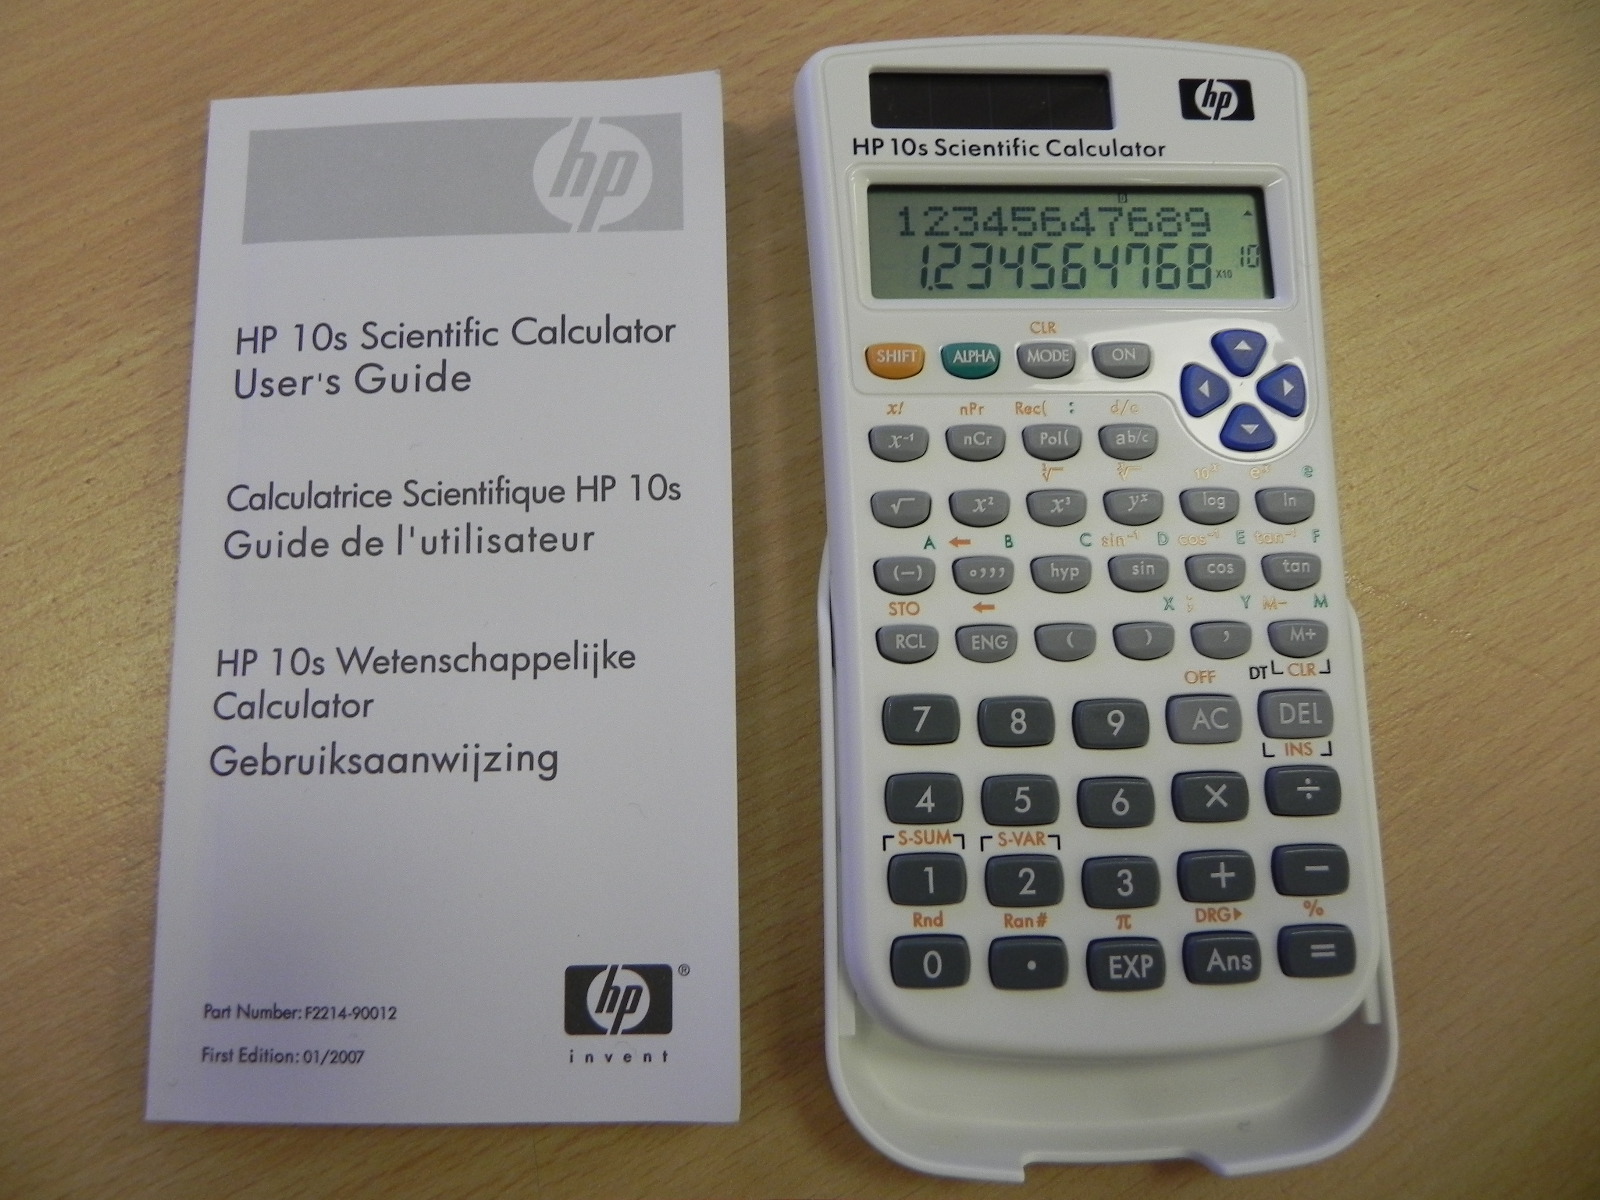 hp
HP 10s Scientific Calculator
User's Guide
Calculatrice Scientifique HP 10s
Guide de l'utilisateur
HP 10s Wetenschappelijke
Calculator
Gebruiksaanwijzing
Part Number: F2214-90012
First Edition: 01/2007
hp ®
invent
hp
HP 10s Scientific Calculator
12345647689
1.234564768 x10 10
CLR
SHIFT ALPHA MODE ON
x! nPr Rec( : d/c
x⁻¹ nCr Pol( ab/c
³√ ˣ√ 10ˣ eˣ e
√ x² x³ yˣ log ln
A ← B C sin⁻¹ D cos⁻¹ E tan⁻¹ F
(–) °,,, hyp sin cos tan
STO ← X ; Y M– M
RCL ENG ( ) , M+
OFF DT CLR
7 8 9 AC DEL
INS
4 5 6 × ÷
S-SUM S-VAR
1 2 3 + −
Rnd Ran# π DRG▶ %
0 . EXP Ans =